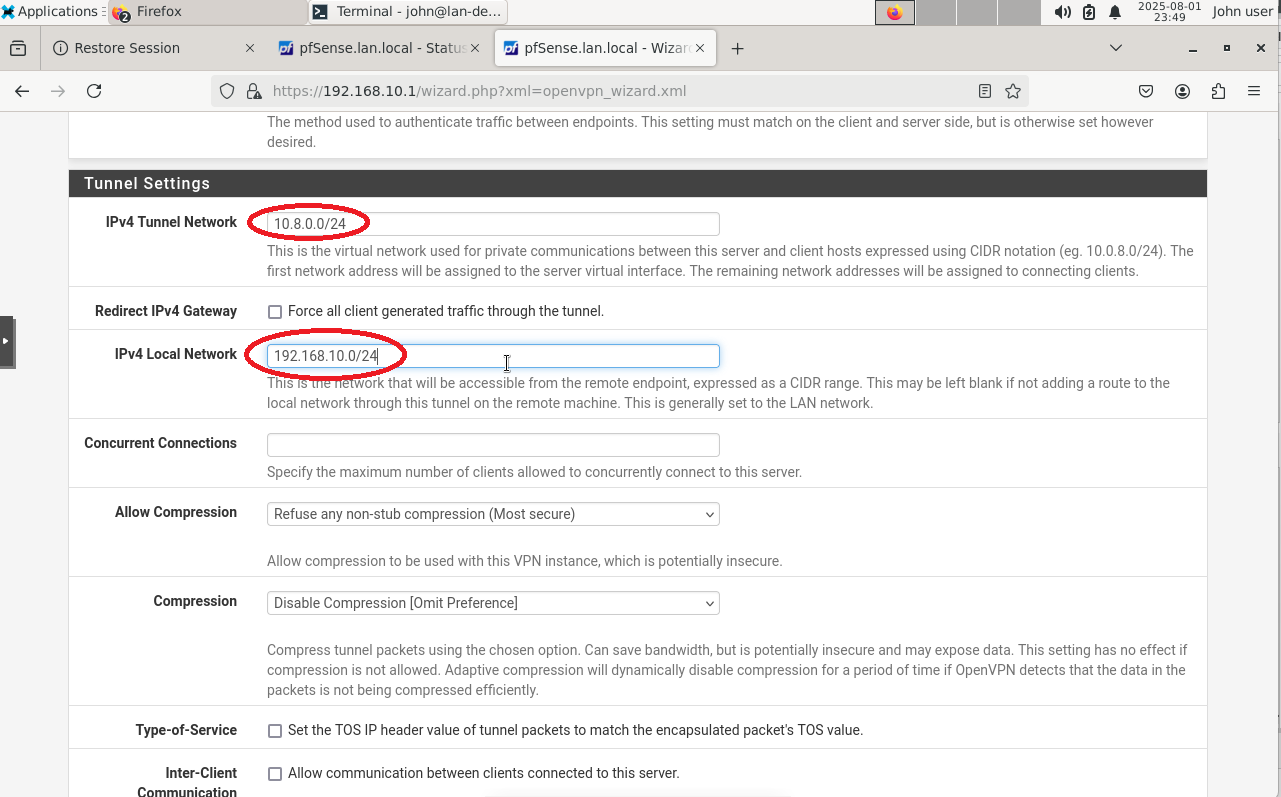 Applications
2
Firefox
Terminal - john@lan-de...
2025-08-01
23:49
John user
Restore Session
pfSense.lan.local - Status
pfSense.lan.local - Wizar
https://192.168.10.1/wizard.php?xml=openvpn_wizard.xml
The method used to authenticate traffic between endpoints. This setting must match on the client and server side, but is otherwise set however
desired.
Tunnel Settings
IPv4 Tunnel Network
10.8.0.0/24
This is the virtual network used for private communications between this server and client hosts expressed using CIDR notation (eg. 10.0.8.0/24). The
first network address will be assigned to the server virtual interface. The remaining network addresses will be assigned to connecting clients.
Redirect IPv4 Gateway
Force all client generated traffic through the tunnel.
IPv4 Local Network
192.168.10.0/24
This is the network that will be accessible from the remote endpoint, expressed as a CIDR range. This may be left blank if not adding a route to the
local network through this tunnel on the remote machine. This is generally set to the LAN network.
Concurrent Connections
Specify the maximum number of clients allowed to concurrently connect to this server.
Allow Compression
Refuse any non-stub compression (Most secure)
Allow compression to be used with this VPN instance, which is potentially insecure.
Compression
Disable Compression [Omit Preference]
Compress tunnel packets using the chosen option. Can save bandwidth, but is potentially insecure and may expose data. This setting has no effect if
compression is not allowed. Adaptive compression will dynamically disable compression for a period of time if OpenVPN detects that the data in the
packets is not being compressed efficiently.
Type-of-Service
Set the TOS IP header value of tunnel packets to match the encapsulated packet's TOS value.
Inter-Client
Communication
Allow communication between clients connected to this server.